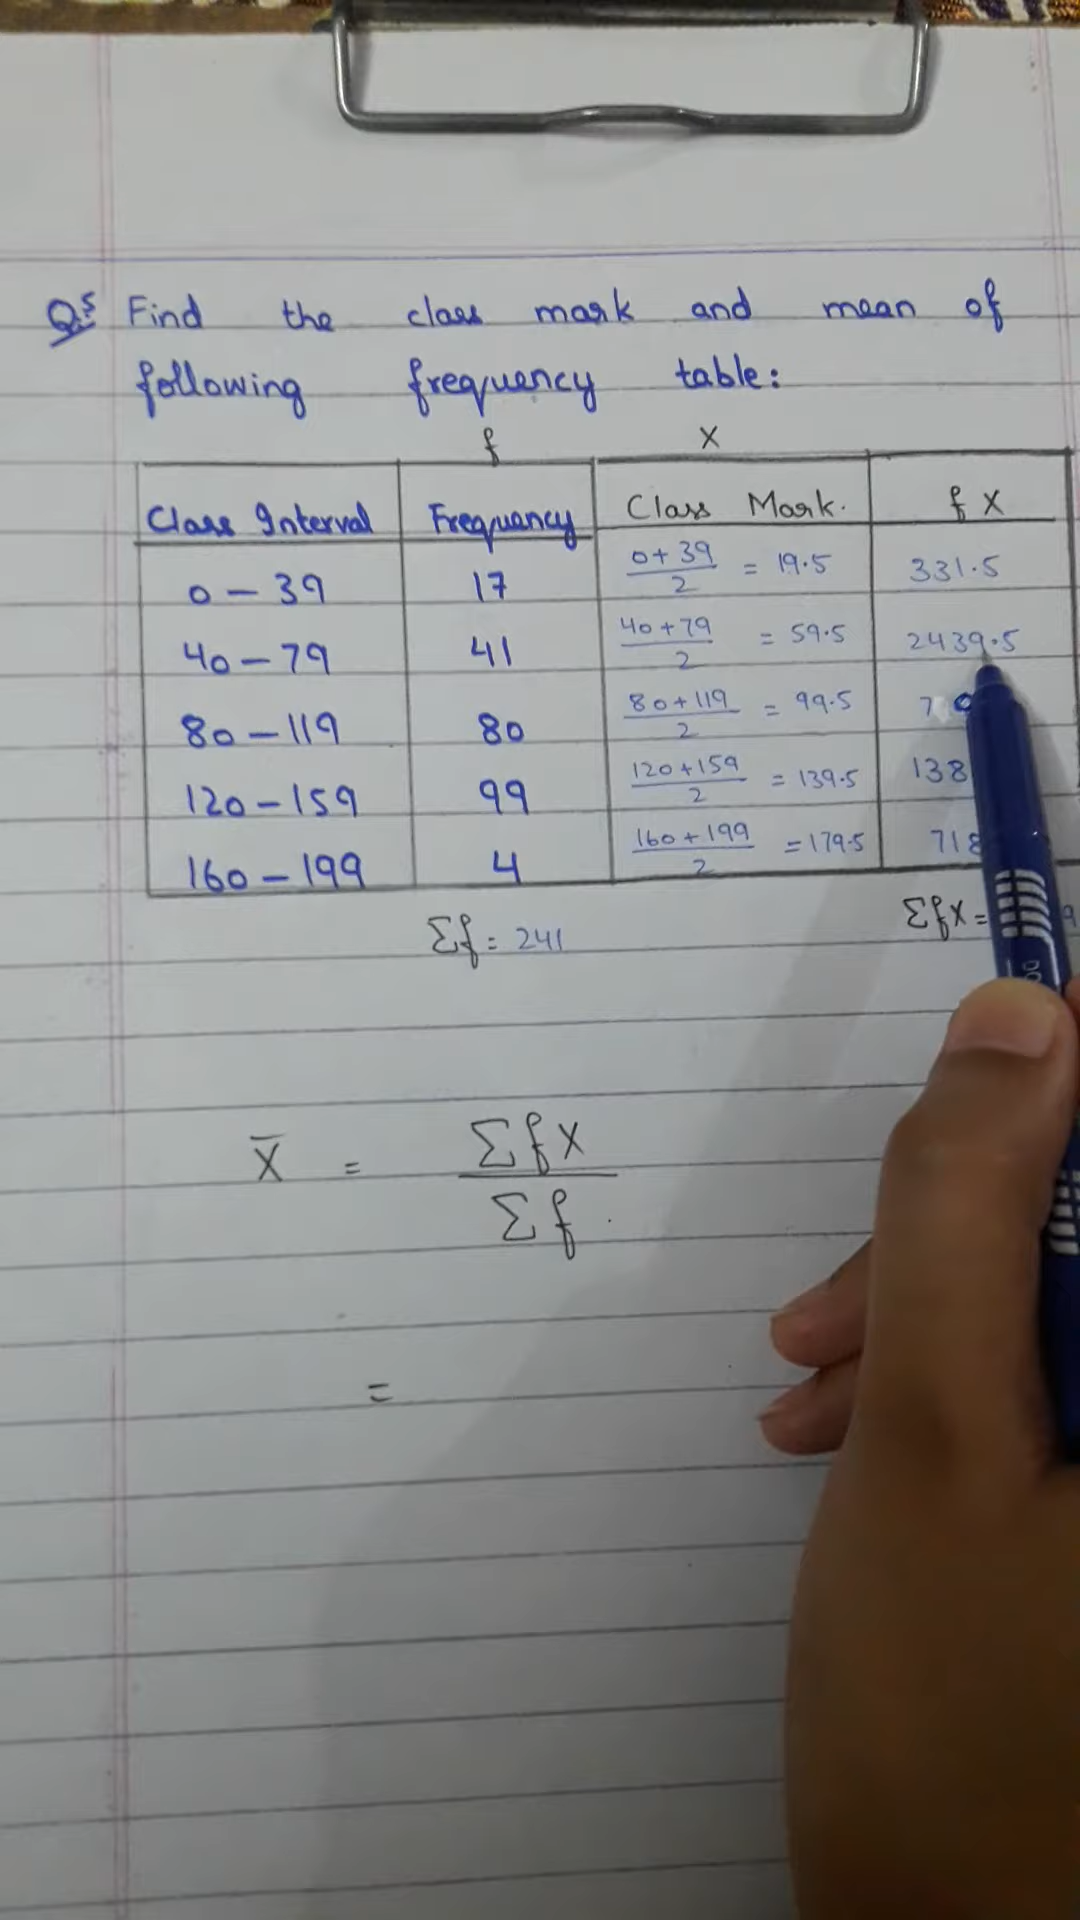 Q.5 Find the class mark and mean of
following frequency table:
f X
Class Interval Frequency Class Mark. f X
0 - 39 17 0+39/2 = 19.5 331.5
40 - 79 41 40+79/2 = 59.5 2439.5
80 - 119 80 80+119/2 = 99.5
120 - 159 99 120+159/2 = 139.5 138
160 - 199 4 160+199/2 = 179.5 718
Σf = 241 ΣfX =
X̄ = ΣfX/Σf
=